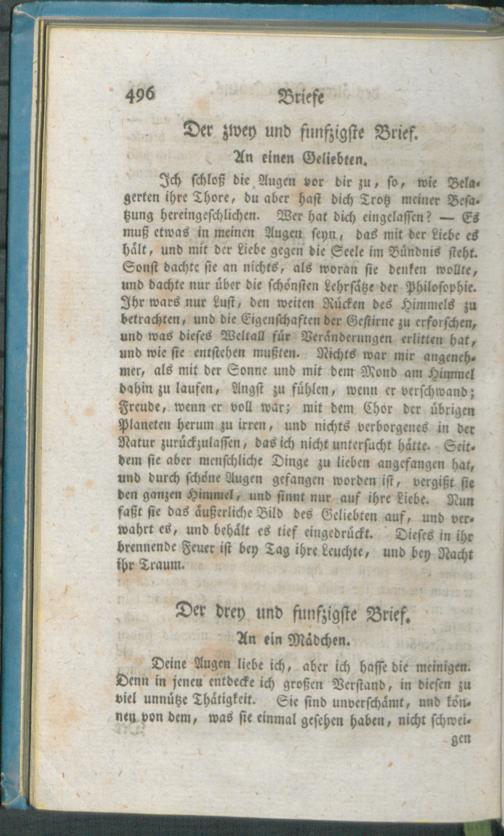 496 Briefe
Der zwey und funfzigste Brief.
An einen Geliebten.
Ich schloß die Augen vor dir zu, so, wie Bela-
gerten ihre Thore, du aber hast dich Trotz meiner Besa-
tzung hereingeschlichen. Wer hat dich eingelassen? — Es
muß etwas in meinen Augen seyn, das mit der Liebe es
hält, und mit der Liebe gegen die Seele im Bündnis steht.
Sonst dachte sie an nichts, als woran sie denken wollte,
und dachte nur über die schönsten Lehrsätze der Philosophie.
Ihr wars nur Lust, den weiten Rücken des Himmels zu
betrachten, und die Eigenschaften der Gestirne zu erforschen,
und was dieses Weltall für Veränderungen erlitten hat,
und wie sie entstehen mußten. Nichts war mir angeneh-
mer, als mit der Sonne und mit dem Mond am Himmel
dahin zu laufen, Angst zu fühlen, wenn er verschwand;
Freude, wenn er voll war; mit dem Chor der übrigen
Planeten herum zu irren, und nichts verborgenes in der
Natur zurückzulassen, das ich nicht untersucht hätte. Seit-
dem sie aber menschliche Dinge zu lieben angefangen hat,
und durch schöne Augen gefangen worden ist, vergißt sie
den ganzen Himmel, und sinnt nur auf ihre Liebe. Nun
faßt sie das äußerliche Bild des Geliebten auf, und ver-
wahrt es, und behält es tief eingedrückt. Dieses in ihr
brennende Feuer ist bey Tag ihre Leuchte, und bey Nacht
ihr Traum.
Der drey und funfzigste Brief.
An ein Mädchen.
Deine Augen liebe ich, aber ich hasse die meinigen.
Denn in jenen entdecke ich großen Verstand, in diesen zu
viel unnütze Thätigkeit. Sie sind unverschämt, und kön-
nen von dem, was sie einmal gesehen haben, nicht schwei-
gen